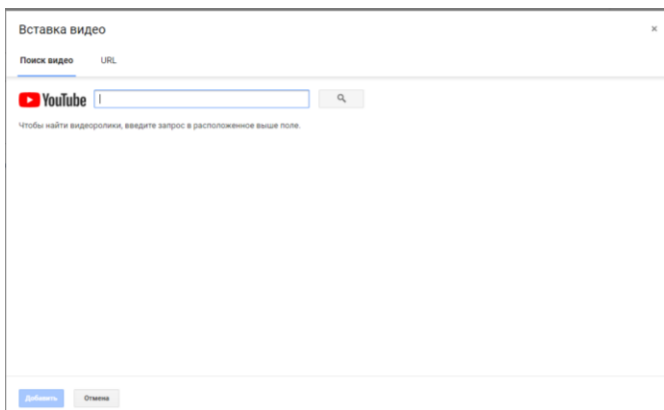 Вставка видео
Поиск видео URL
YouTube
Чтобы найти видеоролики, введите запрос в расположенное выше поле.
Добавить Отмена